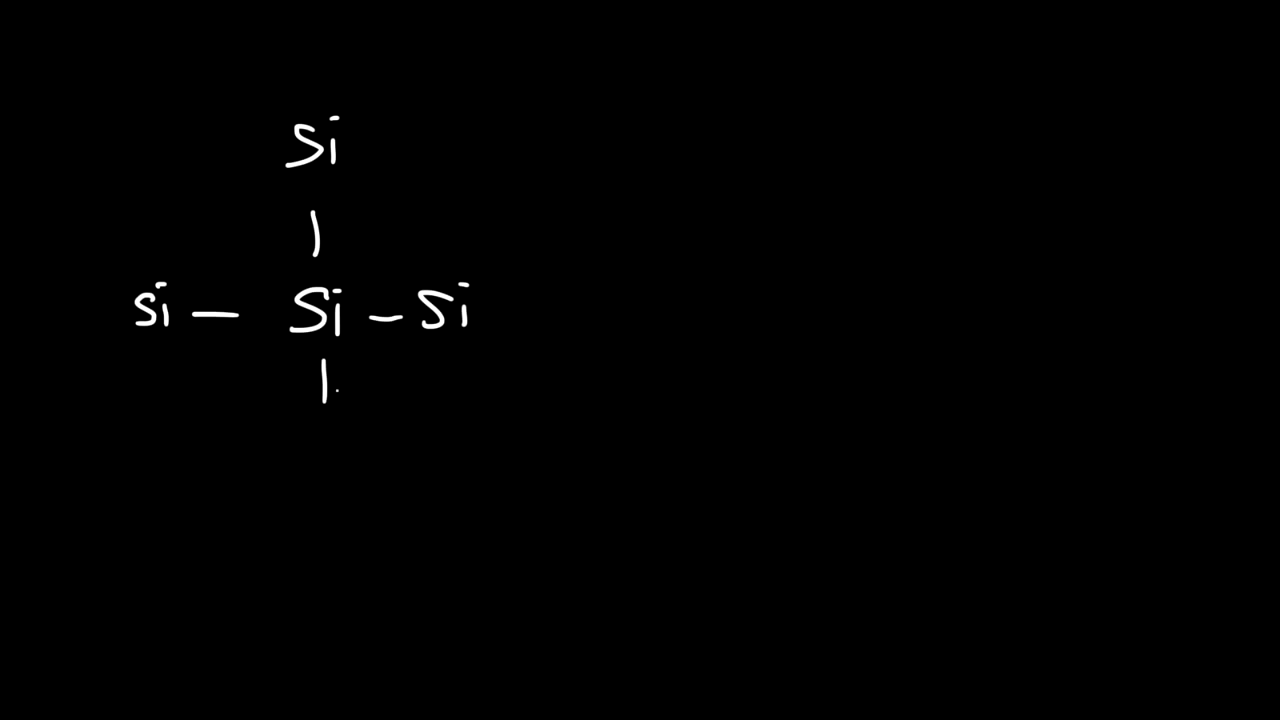 Si
|
Si — Si — Si
|